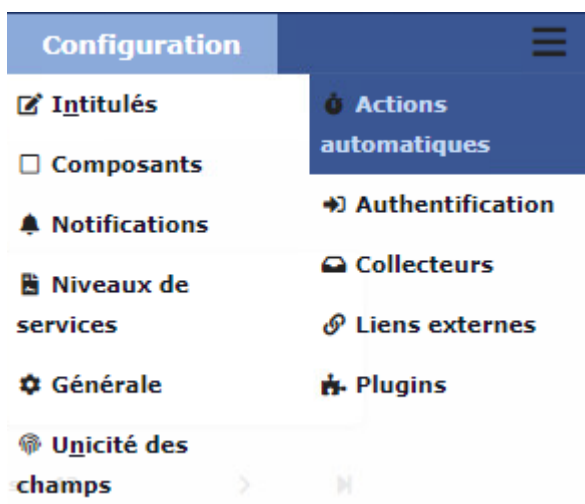 Configuration
Intitulés
Composants
Notifications
Niveaux de
services
Générale
Unicité des
champs
Actions
automatiques
Authentification
Collecteurs
Liens externes
Plugins